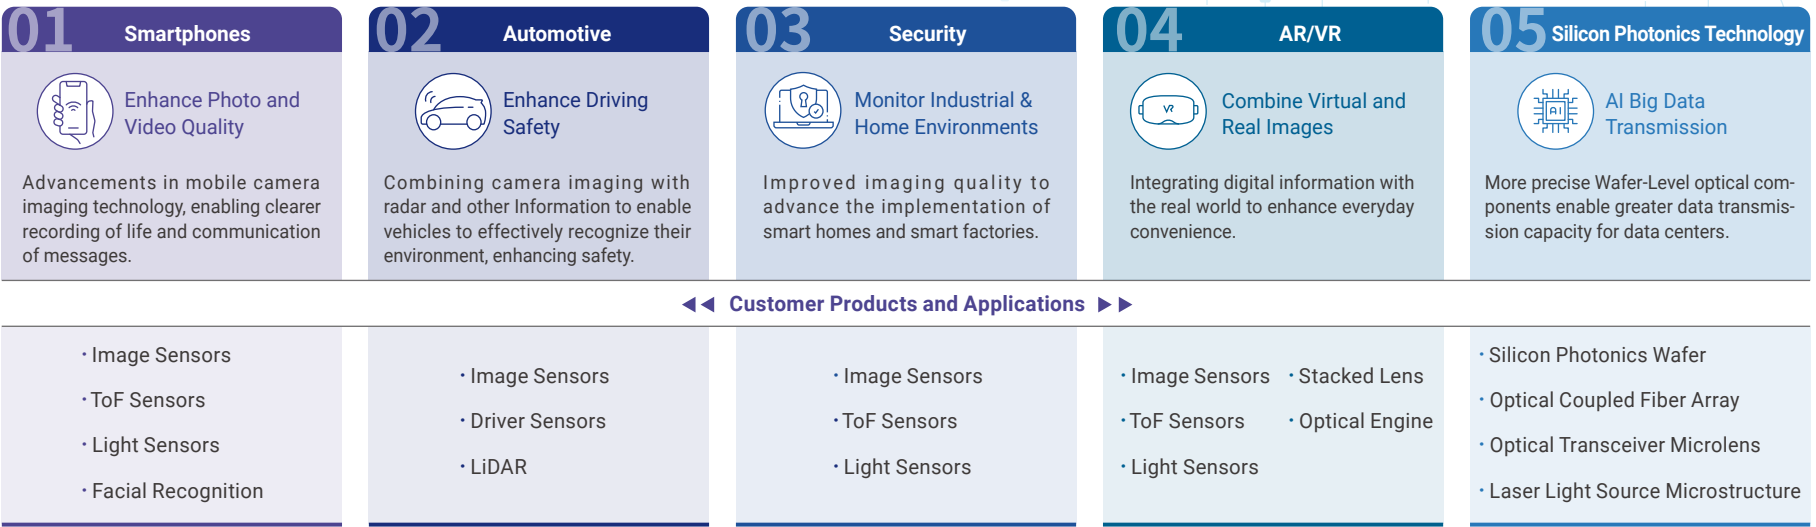 01 Smartphones
Enhance Photo and
Video Quality
Advancements in mobile camera
imaging technology, enabling clearer
recording of life and communication
of messages.
02 Automotive
Enhance Driving
Safety
Combining camera imaging with
radar and other Information to enable
vehicles to effectively recognize their
environment, enhancing safety.
03 Security
Monitor Industrial &
Home Environments
Improved imaging quality to
advance the implementation of
smart homes and smart factories.
04 AR/VR
VR
Combine Virtual and
Real Images
Integrating digital information with
the real world to enhance everyday
convenience.
05 Silicon Photonics Technology
AI
AI Big Data
Transmission
More precise Wafer-Level optical com-
ponents enable greater data transmis-
sion capacity for data centers.
◀◀ Customer Products and Applications ▶▶
· Image Sensors
· ToF Sensors
· Light Sensors
· Facial Recognition
· Image Sensors
· Driver Sensors
· LiDAR
· Image Sensors
· ToF Sensors
· Light Sensors
· Image Sensors
· ToF Sensors
· Light Sensors
· Stacked Lens
· Optical Engine
· Silicon Photonics Wafer
· Optical Coupled Fiber Array
· Optical Transceiver Microlens
· Laser Light Source Microstructure